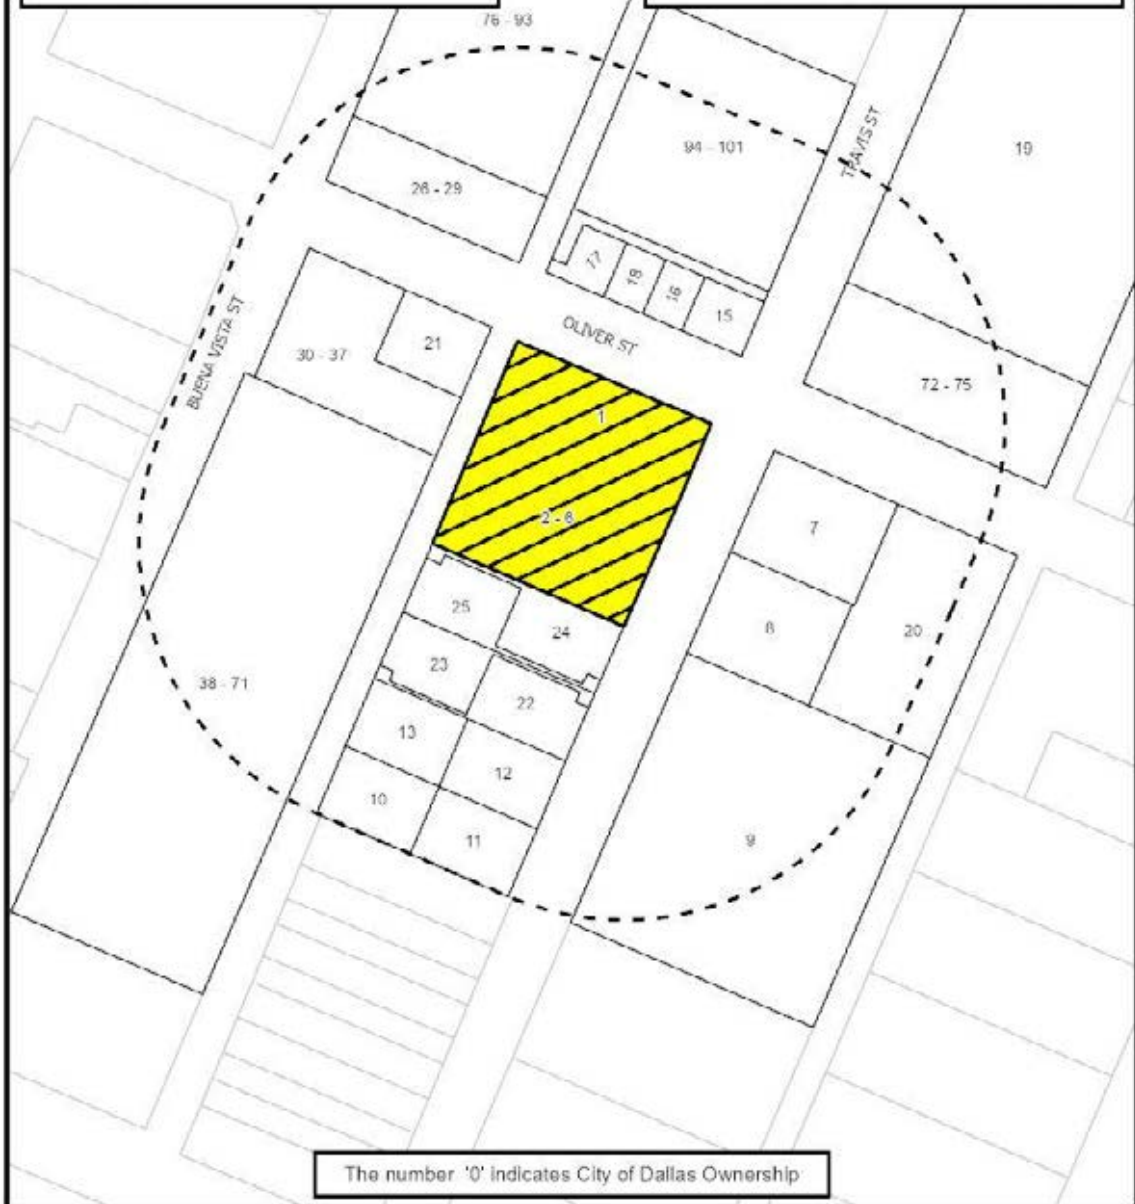 76 - 93
94 - 101
TRAVIS ST
19
26 - 29
17
18
16
15
OLIVER ST
BUENA VISTA ST
30 - 37
21
72 - 75
1
2 - 6
7
8
20
25
24
23
22
38 - 71
13
12
10
11
9
The number '0' indicates City of Dallas Ownership